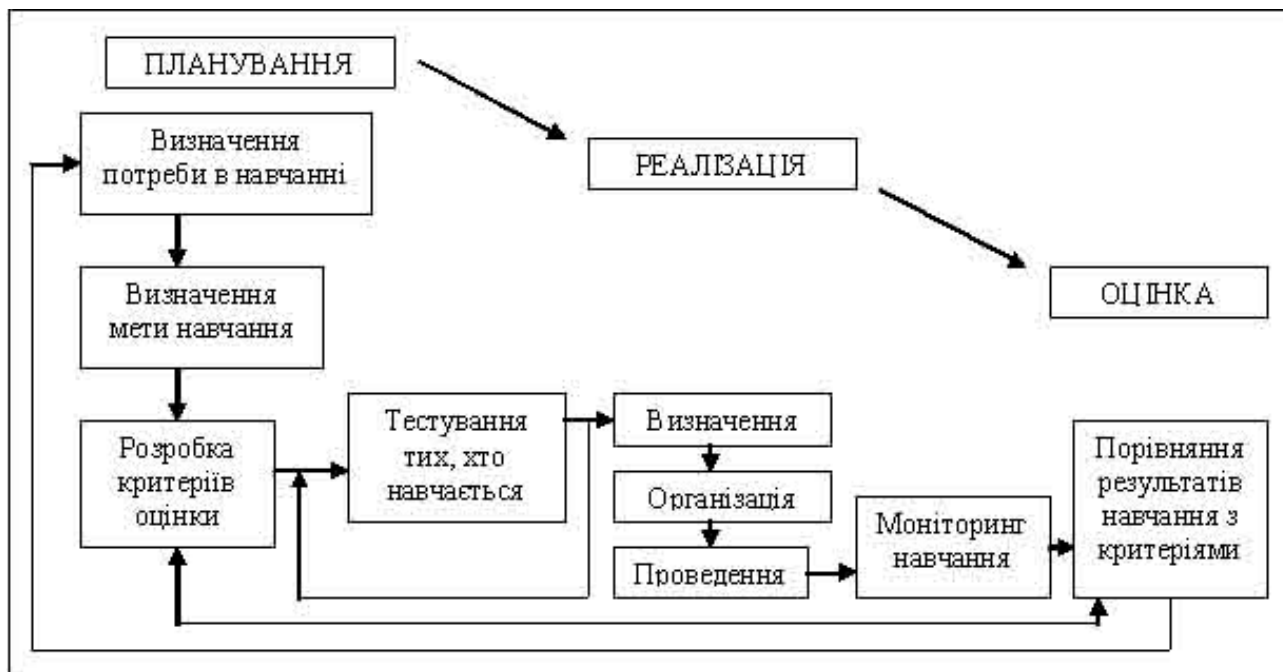 ПЛАНУВАННЯ
Визначення
потреби в навчанні
РЕАЛІЗАЦІЯ
Визначення
мети навчання
ОЦІНКА
Розробка
критеріїв
оцінки
Тестування
тих, хто
навчається
Визначення
Організація
Проведення
Моніторинг
навчання
Порівняння
результатів
навчання з
критеріями